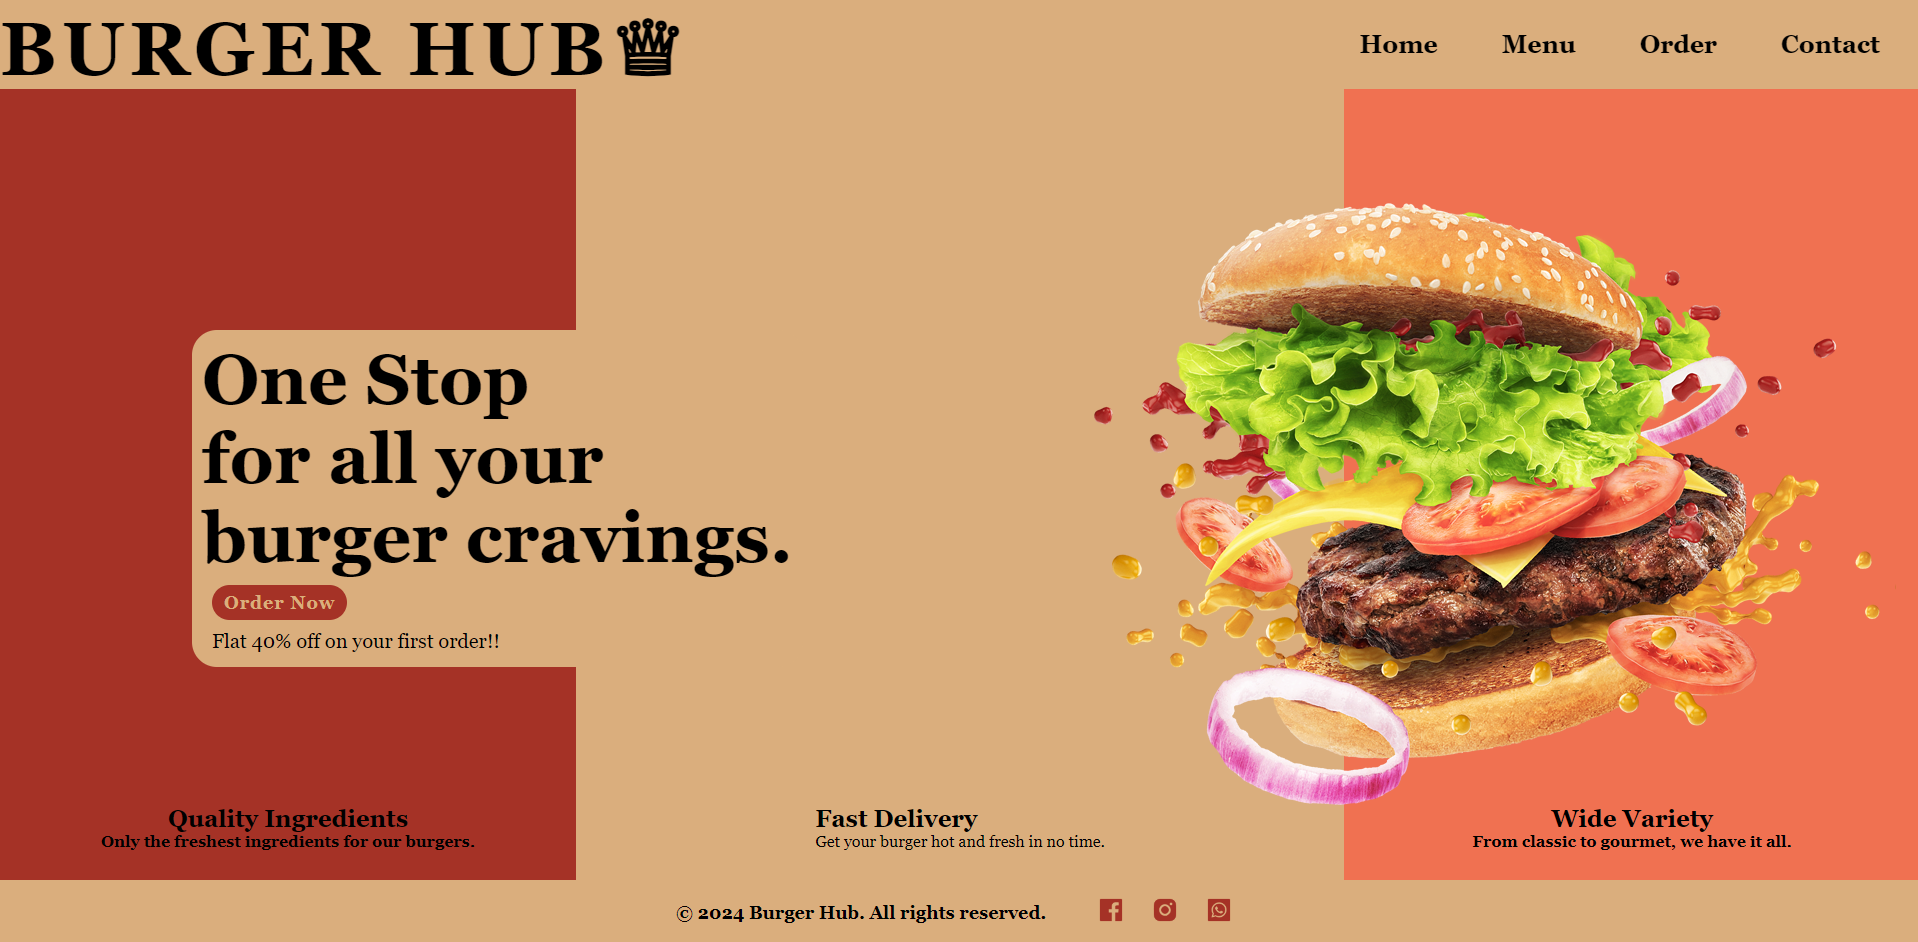 BURGER HUB♛
Home Menu Order Contact
One Stop
for all your
burger cravings.
Order Now
Flat 40% off on your first order!!
Quality Ingredients
Only the freshest ingredients for our burgers.
Fast Delivery
Get your burger hot and fresh in no time.
Wide Variety
From classic to gourmet, we have it all.
© 2024 Burger Hub. All rights reserved.